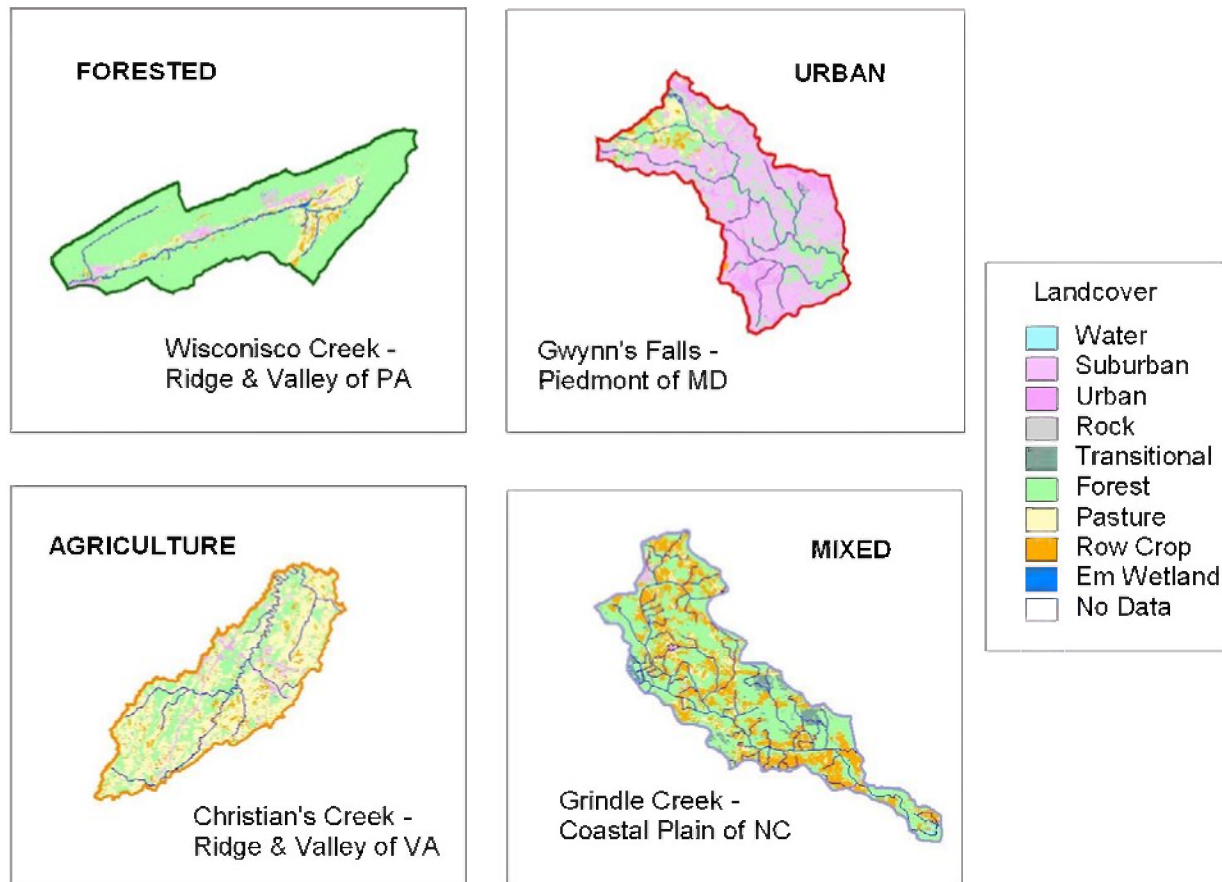 FORESTED
Wisconisco Creek -
Ridge & Valley of PA
URBAN
Gwynn's Falls -
Piedmont of MD
AGRICULTURE
Christian's Creek -
Ridge & Valley of VA
MIXED
Grindle Creek -
Coastal Plain of NC
Landcover
Water
Suburban
Urban
Rock
Transitional
Forest
Pasture
Row Crop
Em Wetland
No Data